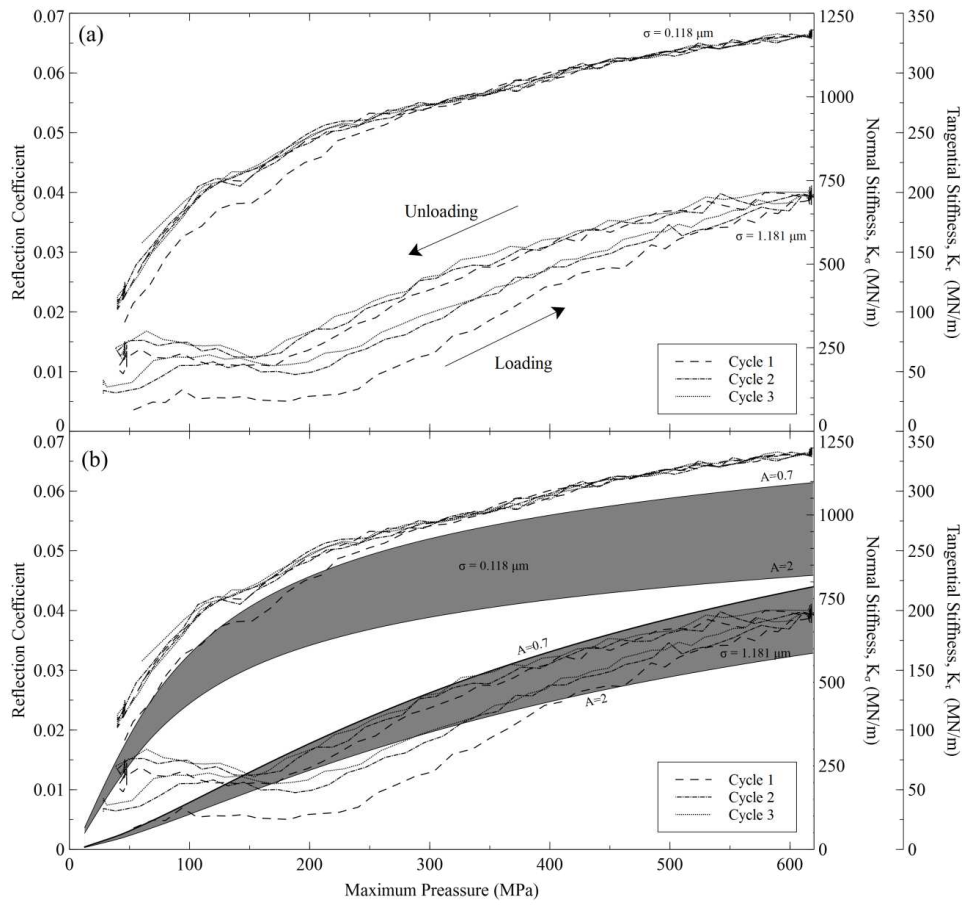 (a)
0.07
0.06
0.05
0.04
0.03
0.02
0.01
0
Reflection Coefficient
σ = 0.118 μm
Unloading
σ = 1.181 μm
Loading
Cycle 1
Cycle 2
Cycle 3
1250
1000
750
500
250
0
Normal Stiffness, Kσ (MN/m)
350
300
250
200
150
100
50
0
Tangential Stiffness, Kτ (MN/m)
(b)
0.07
0.06
0.05
0.04
0.03
0.02
0.01
0
Reflection Coefficient
A=0.7
σ = 0.118 μm
A=2
A=0.7
σ = 1.181 μm
A=2
Cycle 1
Cycle 2
Cycle 3
1250
1000
750
500
250
0
Normal Stiffness, Kσ (MN/m)
350
300
250
200
150
100
50
0
Tangential Stiffness, Kτ (MN/m)
0 100 200 300 400 500 600
Maximum Preassure (MPa)